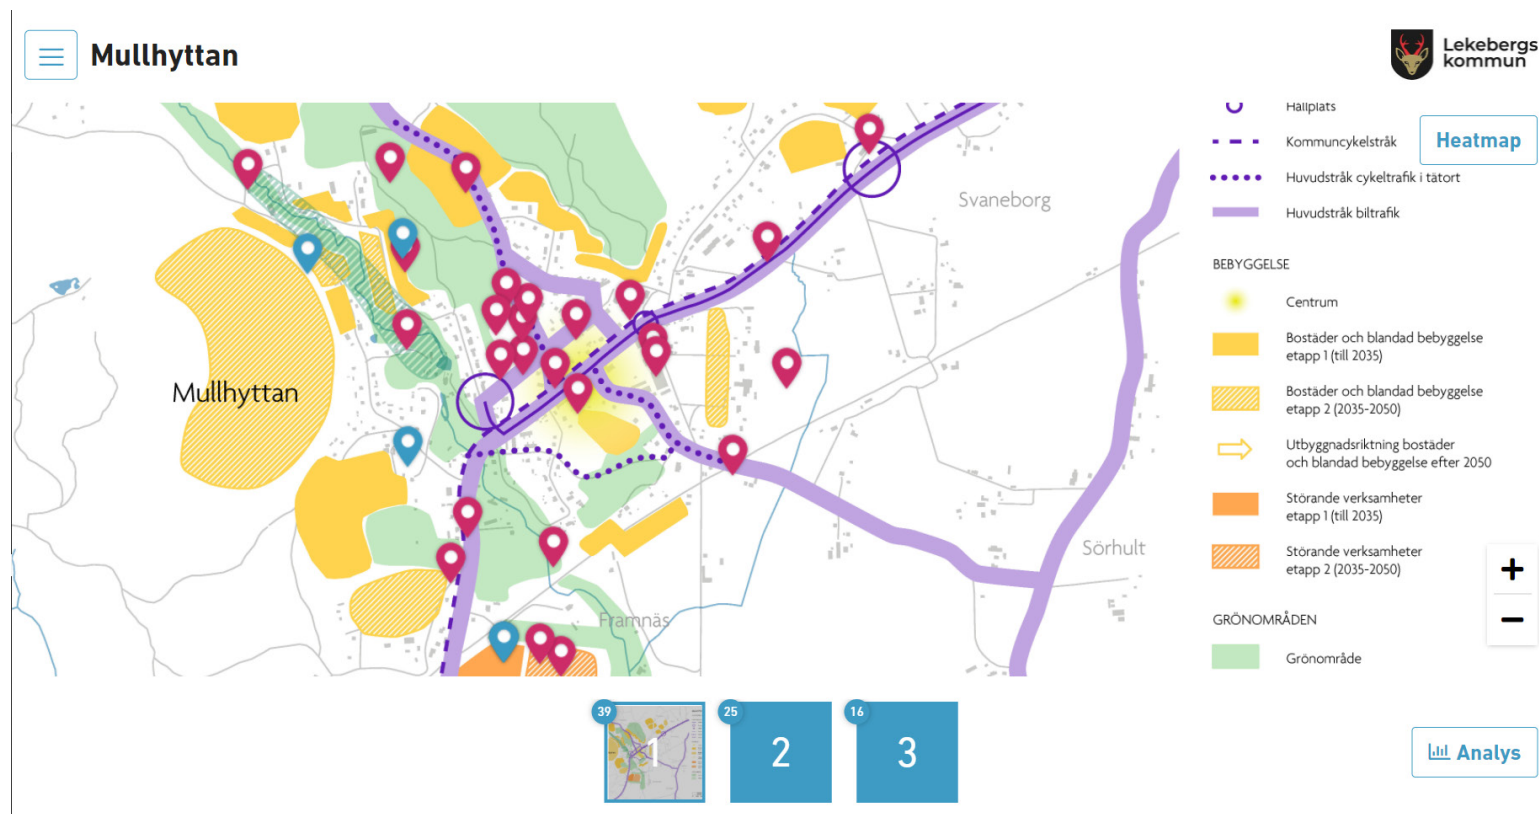 Mullhyttan
Lekebergs
kommun
Hållplats
Kommuncykelstråk
Heatmap
Huvudstråk cykeltrafik i tätort
Huvudstråk biltrafik
Svaneborg
BEBYGGELSE
Centrum
Bostäder och blandad bebyggelse
etapp 1 (till 2035)
Mullhyttan
Bostäder och blandad bebyggelse
etapp 2 (2035-2050)
Utbyggnadsriktning bostäder
och blandad bebyggelse efter 2050
Störande verksamheter
etapp 1 (till 2035)
Sörhult
Störande verksamheter
etapp 2 (2035-2050)
+
−
Framnäs
GRÖNOMRÅDEN
Grönområde
39
25
16
1
2
3
Analys